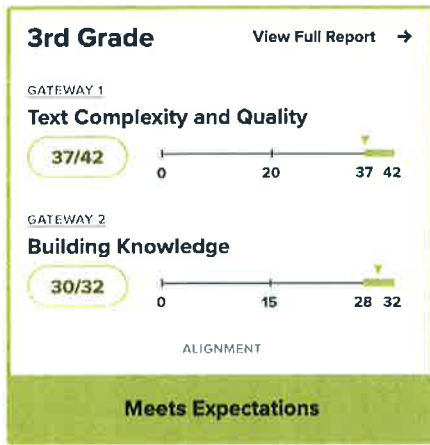 3rd Grade View Full Report →
GATEWAY 1
Text Complexity and Quality
37/42
0 20 37 42
GATEWAY 2
Building Knowledge
30/32
0 15 28 32
ALIGNMENT
Meets Expectations